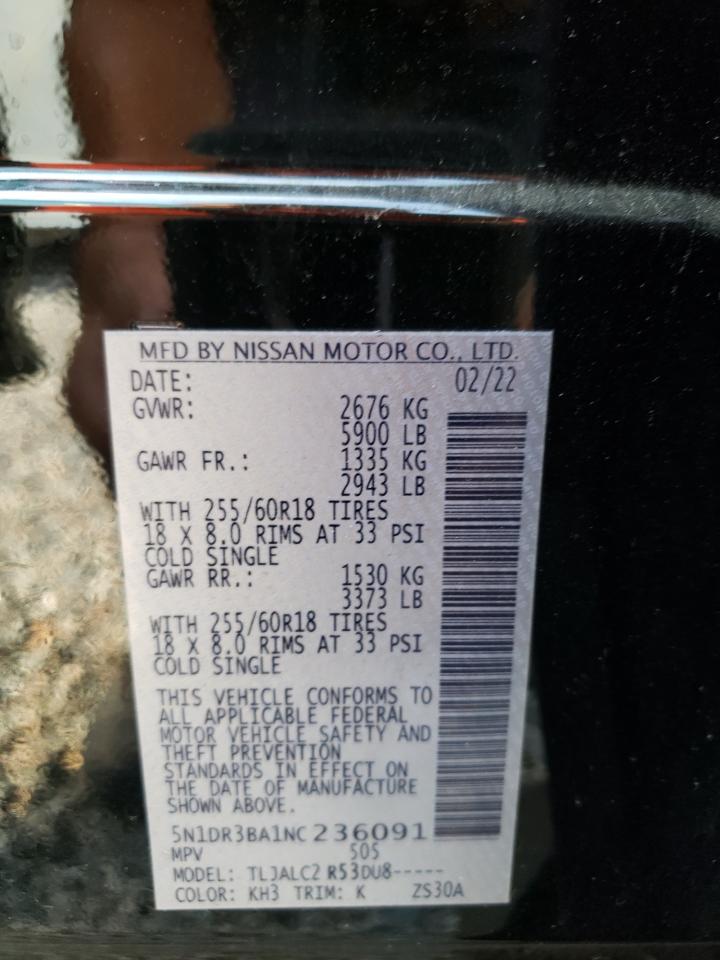 MFD BY NISSAN MOTOR CO., LTD.
DATE: 02/22
GVWR: 2676 KG
5900 LB
GAWR FR.: 1335 KG
2943 LB
WITH 255/60R18 TIRES
18 X 8.0 RIMS AT 33 PSI
COLD SINGLE
GAWR RR.: 1530 KG
3373 LB
WITH 255/60R18 TIRES
18 X 8.0 RIMS AT 33 PSI
COLD SINGLE
THIS VEHICLE CONFORMS TO
ALL APPLICABLE FEDERAL
MOTOR VEHICLE SAFETY AND
THEFT PREVENTION
STANDARDS IN EFFECT ON
THE DATE OF MANUFACTURE
SHOWN ABOVE.
5N1DR3BA1NC236091
MPV 505
MODEL: TLJALC2 R53DU8-----
COLOR: KH3 TRIM: K ZS30A